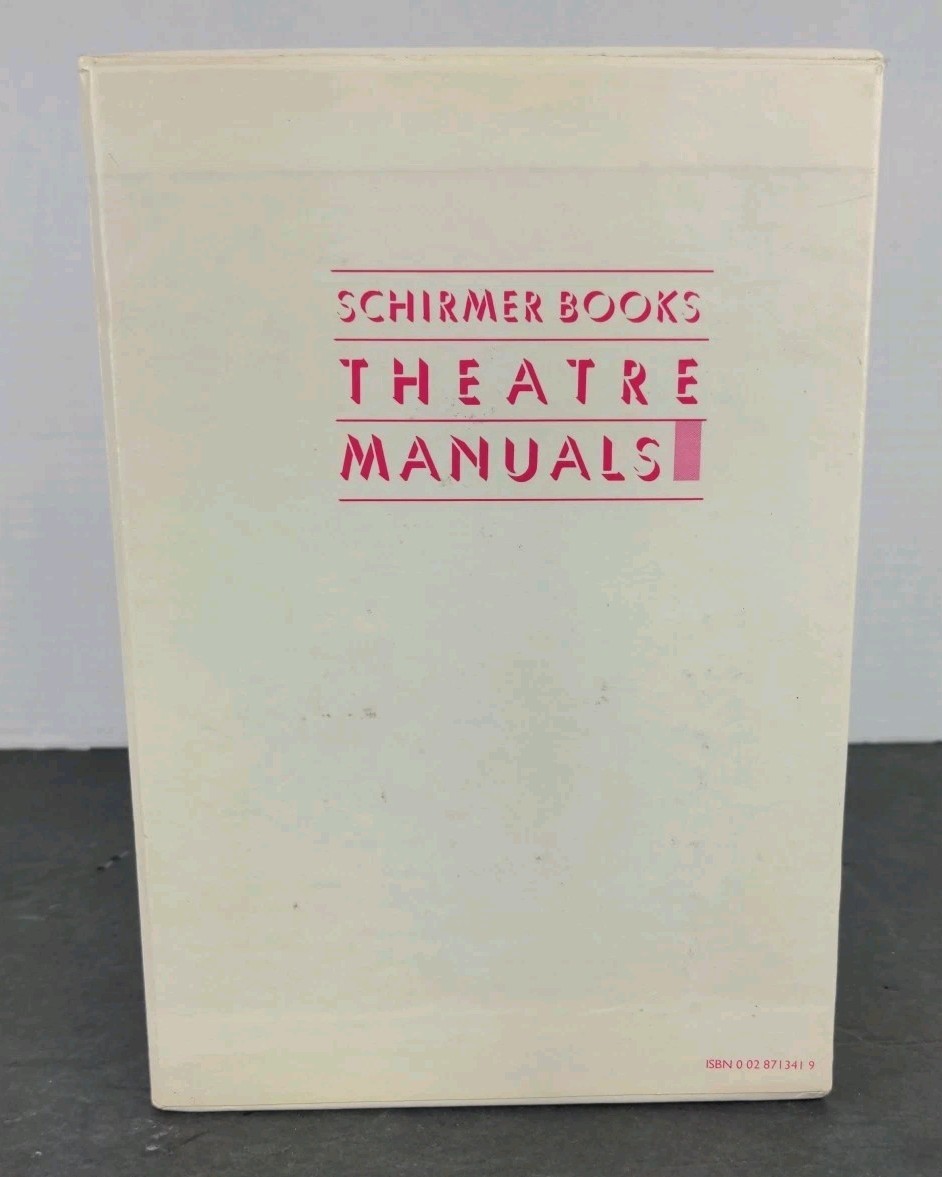 SCHIRMER BOOKS
THEATRE
MANUALS
ISBN 0 02 871341 9